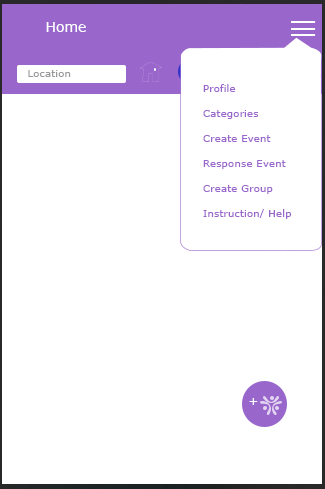 Home
Location
Profile
Categories
Create Event
Response Event
Create Group
Instruction/ Help
+